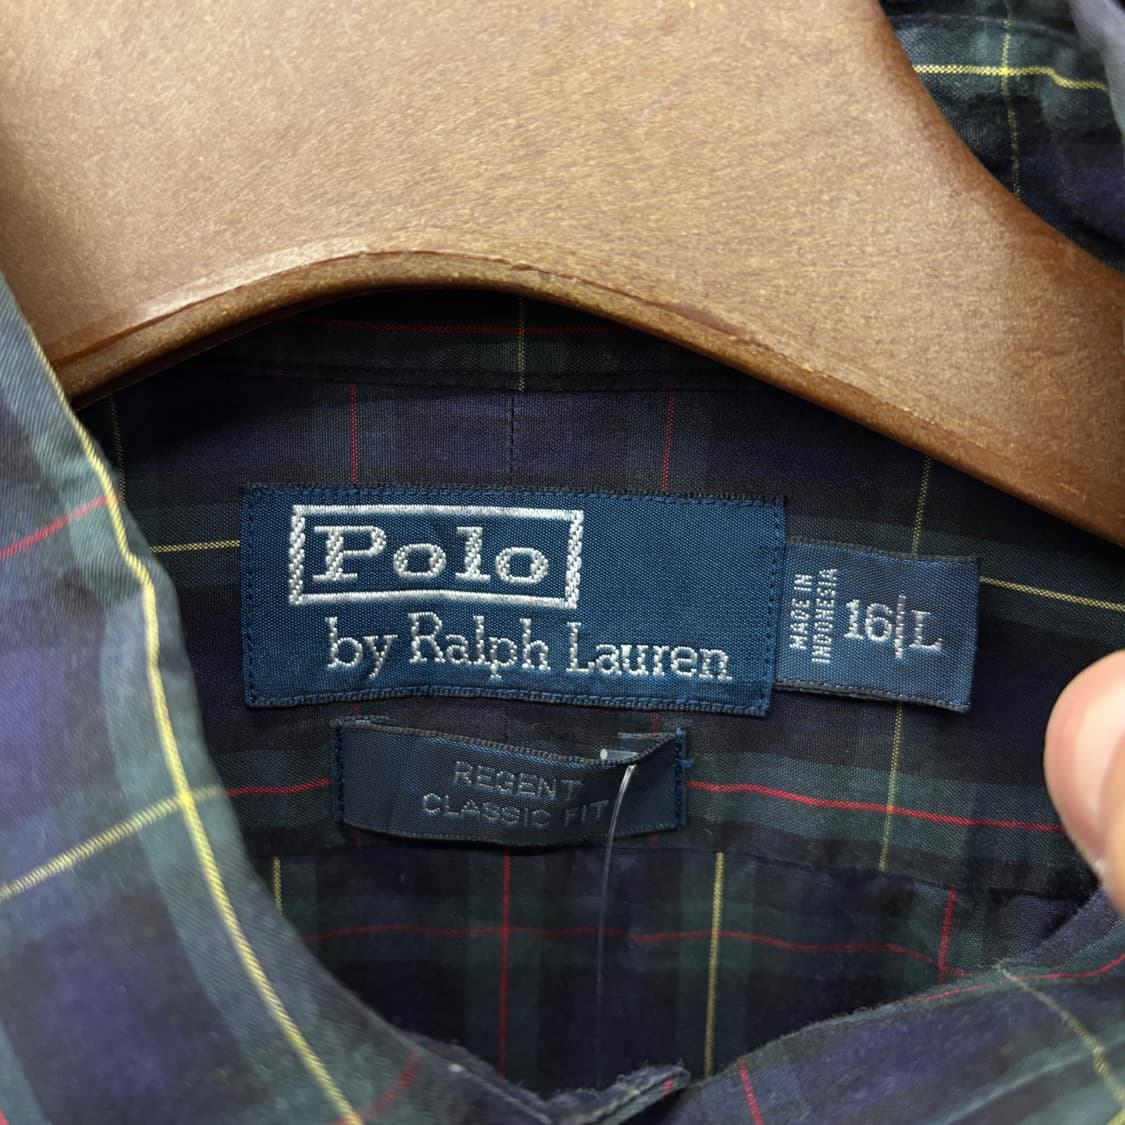 Polo
by Ralph Lauren
MADE IN
INDONESIA
16|L
REGENT
CLASSIC FIT